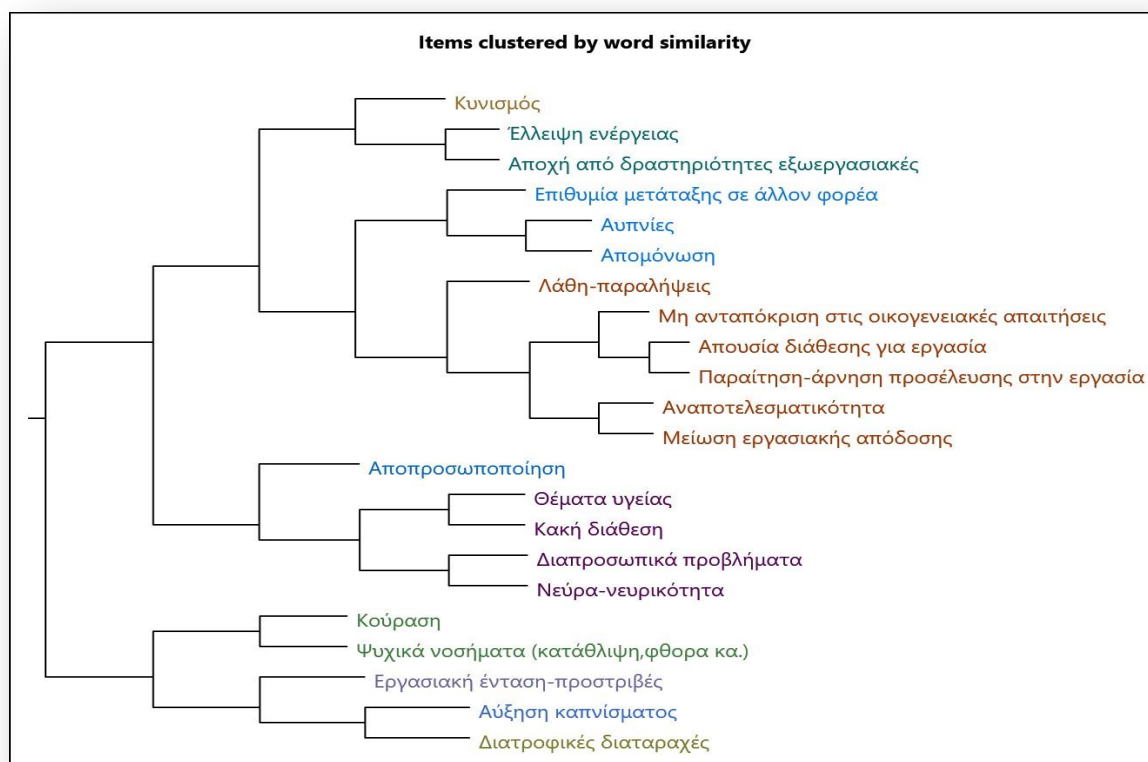 Items clustered by word similarity
Κυνισμός
Έλλειψη ενέργειας
Αποχή από δραστηριότητες εξωεργασιακές
Επιθυμία μετάταξης σε άλλον φορέα
Αυπνίες
Απομόνωση
Λάθη-παραλήψεις
Μη ανταπόκριση στις οικογενειακές απαιτήσεις
Απουσία διάθεσης για εργασία
Παραίτηση-άρνηση προσέλευσης στην εργασία
Αναποτελεσματικότητα
Μείωση εργασιακής απόδοσης
Αποπροσωποποίηση
Θέματα υγείας
Κακή διάθεση
Διαπροσωπικά προβλήματα
Νεύρα-νευρικότητα
Κούραση
Ψυχικά νοσήματα (κατάθλιψη,φθορα κα.)
Εργασιακή ένταση-προστριβές
Αύξηση καπνίσματος
Διατροφικές διαταραχές